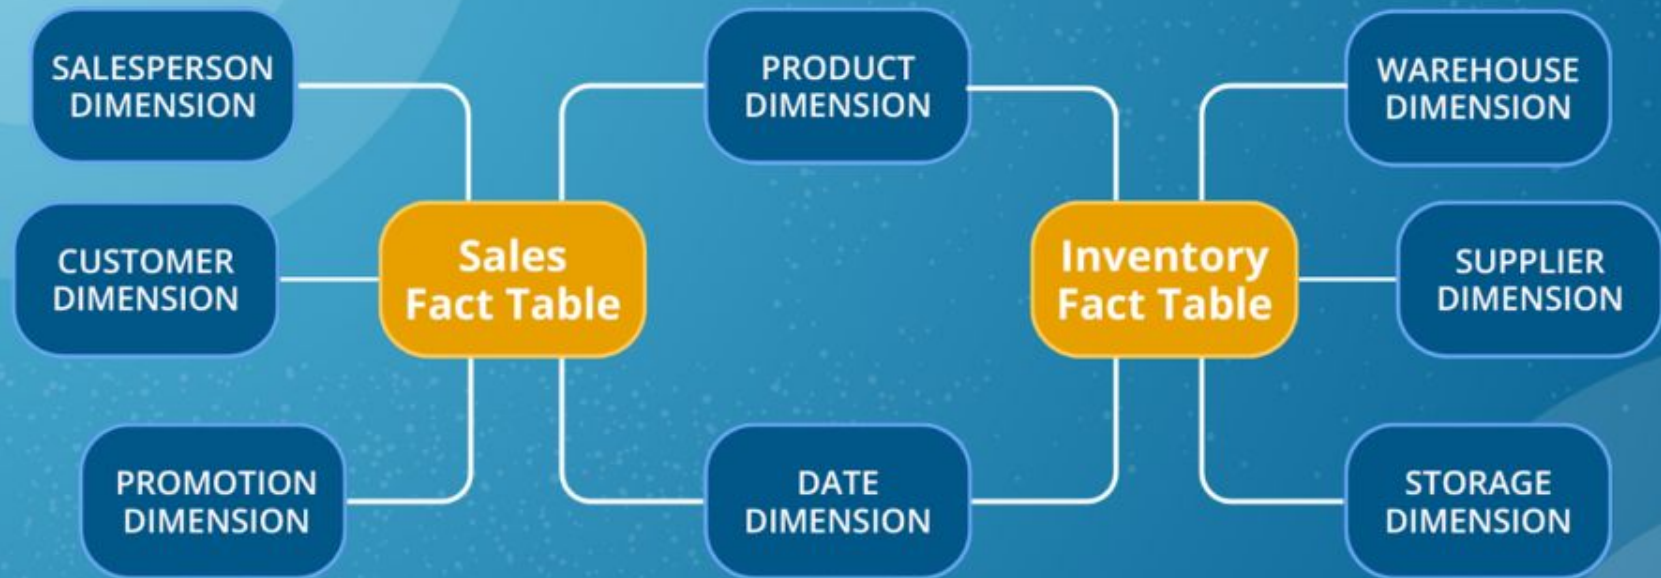 SALESPERSON
DIMENSION
PRODUCT
DIMENSION
WAREHOUSE
DIMENSION
CUSTOMER
DIMENSION
Sales
Fact Table
Inventory
Fact Table
SUPPLIER
DIMENSION
PROMOTION
DIMENSION
DATE
DIMENSION
STORAGE
DIMENSION